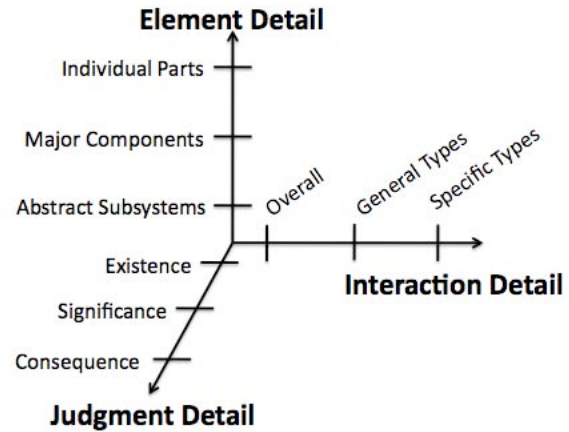 Element Detail
Individual Parts
Major Components
Abstract Subsystems
Overall
General Types
Specific Types
Existence
Interaction Detail
Significance
Consequence
Judgment Detail